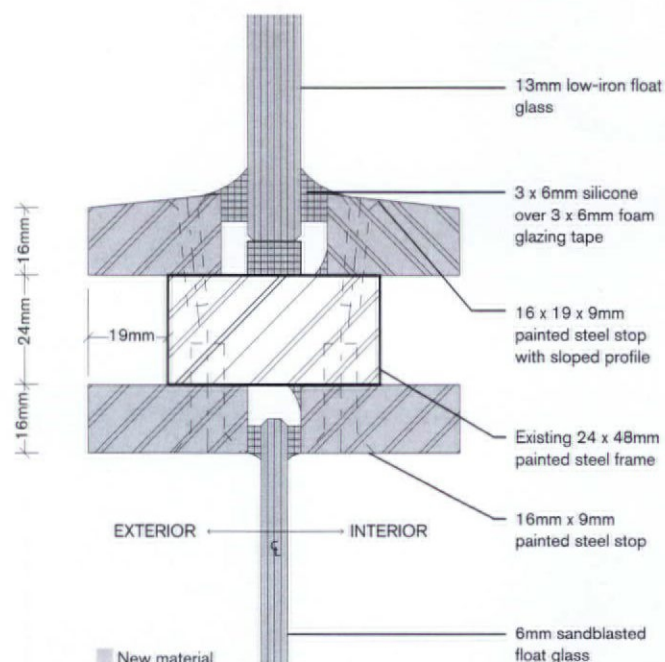 13mm low-iron float
glass
3 x 6mm silicone
over 3 x 6mm foam
glazing tape
16mm
24mm
16mm
19mm
16 x 19 x 9mm
painted steel stop
with sloped profile
Existing 24 x 48mm
painted steel frame
16mm x 9mm
painted steel stop
EXTERIOR INTERIOR
℄
6mm sandblasted
float glass
New material